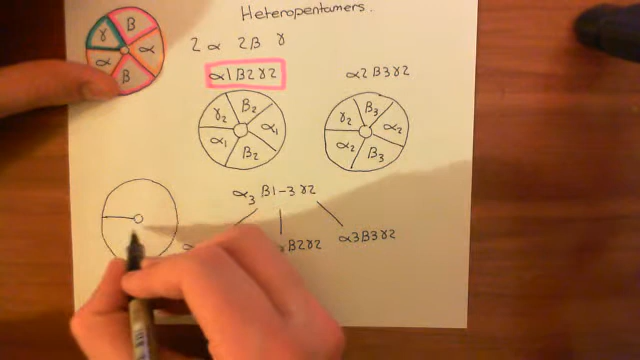 Heteropentamers.
2 α 2β γ
γ β α β α
α1β2γ2
α2β3γ2
γ2 β2 α1 β2 α1
γ2 β3 α2 β3 α2
α3 β1-3 γ2
β2γ2
α3β3γ2